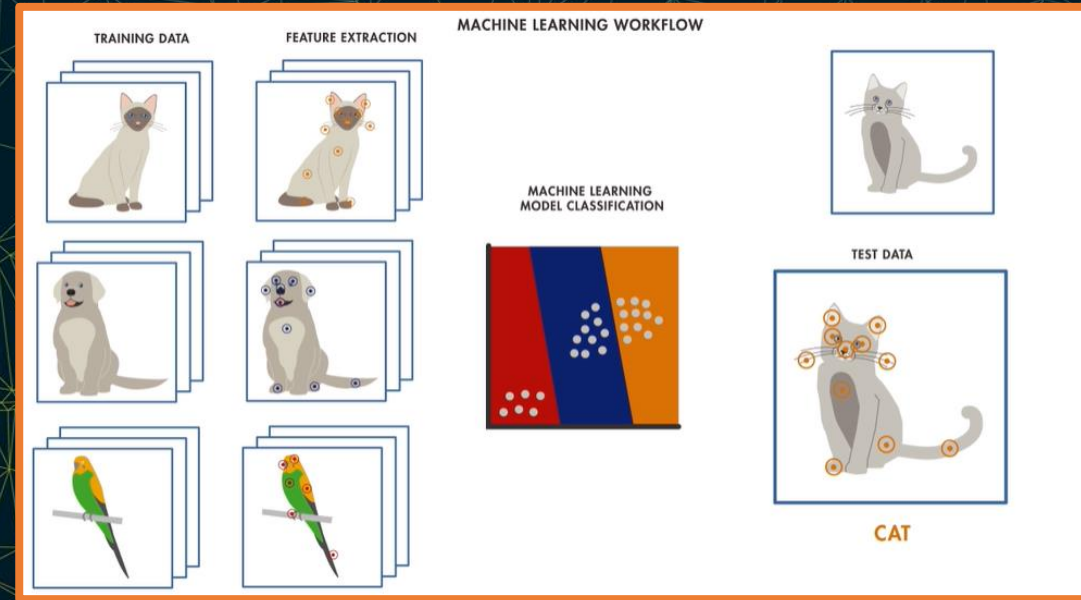 MACHINE LEARNING WORKFLOW
TRAINING DATA
FEATURE EXTRACTION
MACHINE LEARNING
MODEL CLASSIFICATION
TEST DATA
CAT